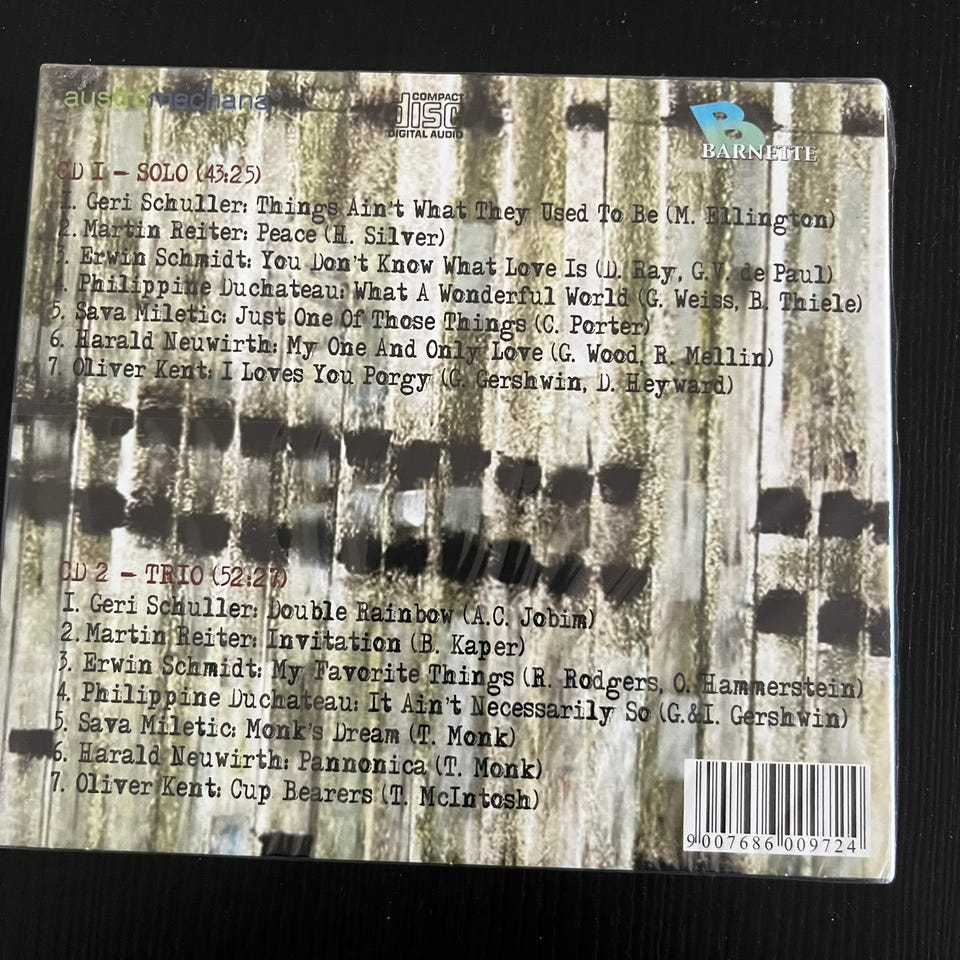 austromechana
COMPACT
disc
DIGITAL AUDIO
B
BARNETTE
CD I - SOLO (43:25)
1. Geri Schuller: Things Ain't What They Used To Be (M. Ellington)
2. Martin Reiter: Peace (H. Silver)
3. Erwin Schmidt: You Don't Know What Love Is (D. Ray, G.V. de Paul)
4. Philippine Duchateau: What A Wonderful World (G. Weiss, B. Thiele)
5. Sava Miletic: Just One Of Those Things (C. Porter)
6. Harald Neuwirth: My One And Only Love (G. Wood, R. Mellin)
7. Oliver Kent: I Loves You Porgy (G. Gershwin, D. Heyward)
CD 2 - TRIO (52:27)
I. Geri Schuller: Double Rainbow (A.C. Jobim)
2. Martin Reiter: Invitation (B. Kaper)
3. Erwin Schmidt: My Favorite Things (R. Rodgers, O. Hammerstein)
4. Philippine Duchateau: It Ain't Necessarily So (G.&I. Gershwin)
5. Sava Miletic: Monk's Dream (T. Monk)
6. Harald Neuwirth: Pannonica (T. Monk)
7. Oliver Kent: Cup Bearers (T. McIntosh)
9 007686 009724